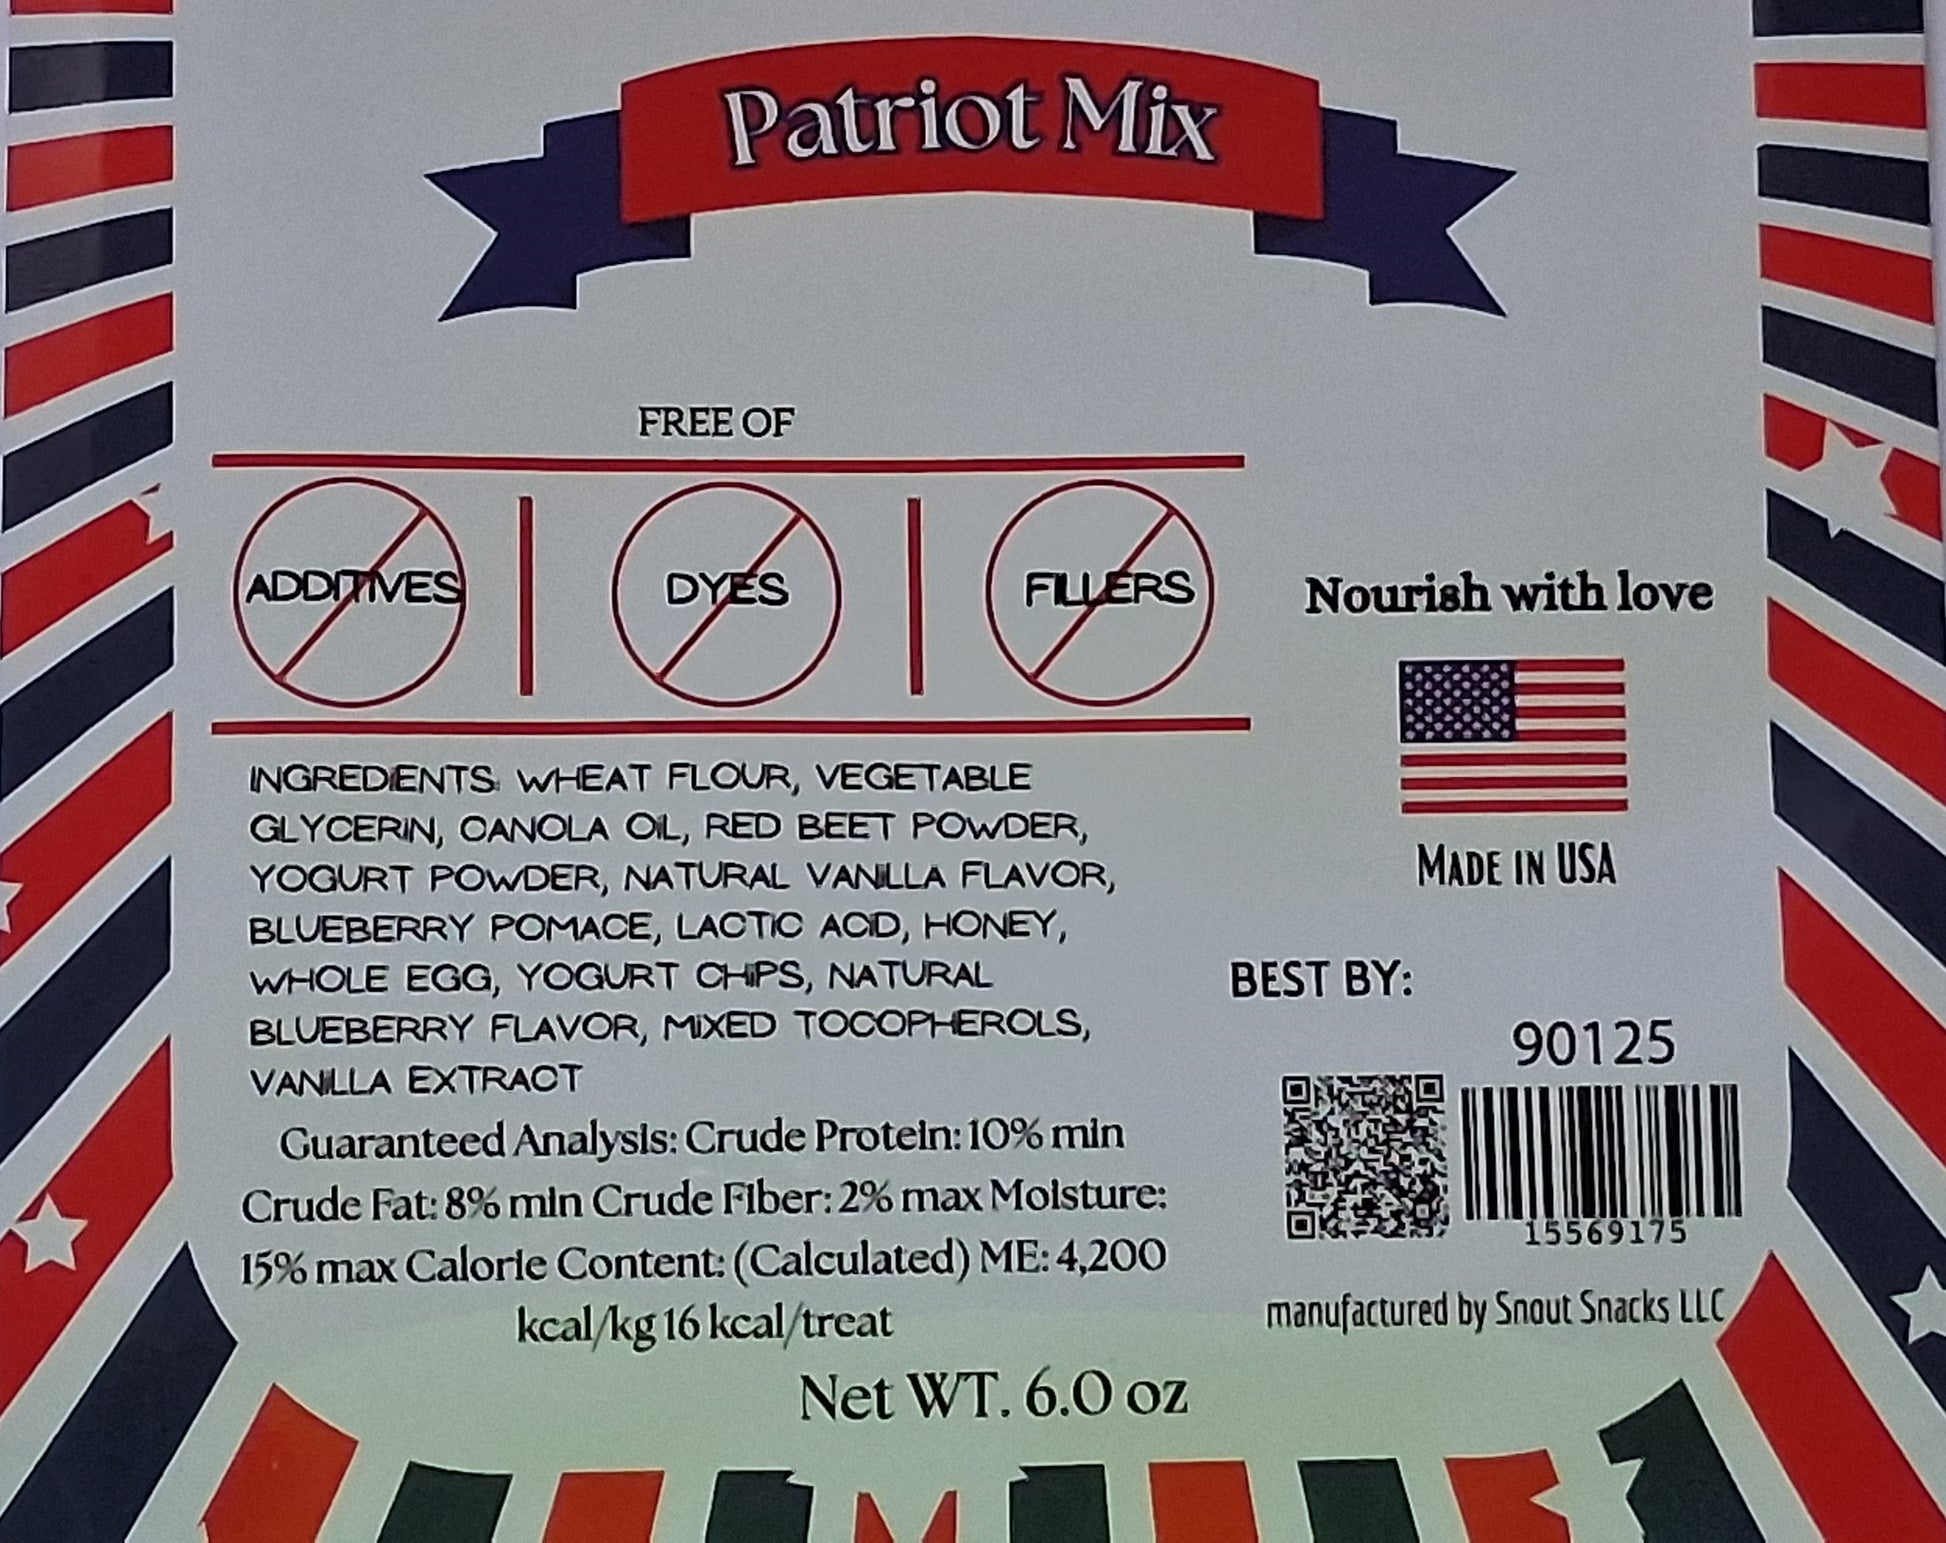 Patriot Mix
FREE OF
ADDITIVES
DYES
FILLERS
Nourish with love
MADE IN USA
INGREDIENTS: WHEAT FLOUR, VEGETABLE
GLYCERIN, CANOLA OIL, RED BEET POWDER,
YOGURT POWDER, NATURAL VANILLA FLAVOR,
BLUEBERRY POMACE, LACTIC ACID, HONEY,
WHOLE EGG, YOGURT CHIPS, NATURAL
BLUEBERRY FLAVOR, MIXED TOCOPHEROLS,
VANILLA EXTRACT
Guaranteed Analysis: Crude Protein: 10% min
Crude Fat: 8% min Crude Fiber: 2% max Moisture:
15% max Calorie Content: (Calculated) ME: 4,200
kcal/kg 16 kcal/treat
BEST BY:
90125
15569175
manufactured by Snout Snacks LLC
Net WT. 6.0 oz